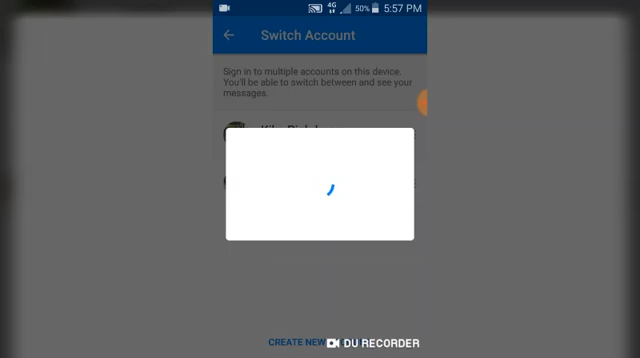 4G 50% 5:57 PM
Switch Account
Sign in to multiple accounts on this device.
You'll be able to switch between and see your
messages.
CREATE NEW
DU RECORDER